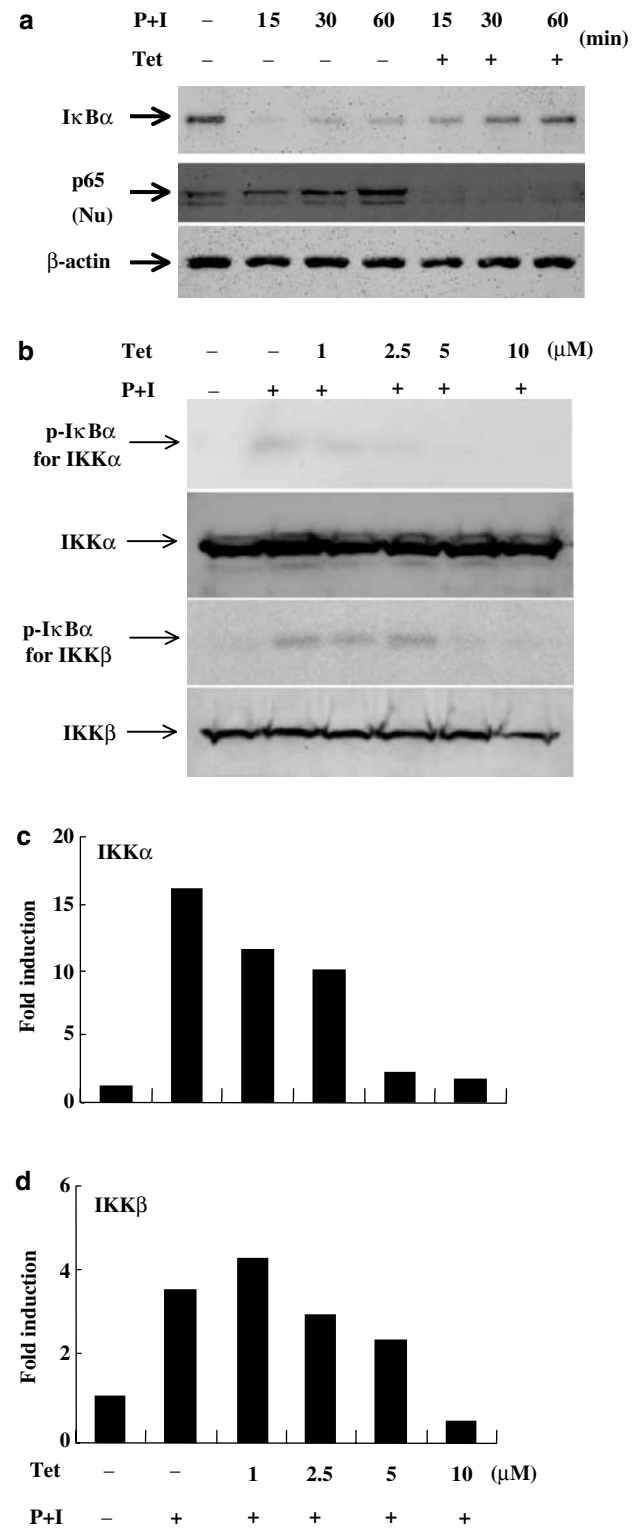 a
P+I – 15 30 60 15 30 60 (min)
Tet – – – – + + +
IκBα
p65
(Nu)
β-actin
b
Tet – – 1 2.5 5 10 (μM)
P+I – + + + + +
p-IκBα
for IKKα
IKKα
p-IκBα
for IKKβ
IKKβ
c
IKKα
Fold induction
20
15
10
5
0
d
IKKβ
Fold induction
6
4
2
0
Tet – – 1 2.5 5 10 (μM)
P+I – + + + + +